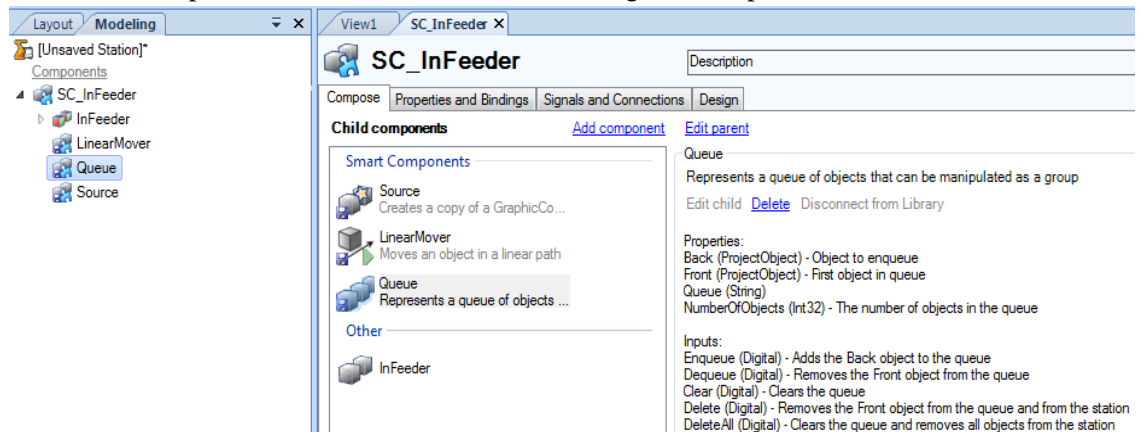 Layout Modeling View1 SC_InFeeder X
[Unsaved Station]*
Components
SC_InFeeder
InFeeder
LinearMover
Queue
Source
SC_InFeeder Description
Compose Properties and Bindings Signals and Connections Design
Child components Add component Edit parent
Smart Components
Source
Creates a copy of a GraphicCo...
LinearMover
Moves an object in a linear path
Queue
Represents a queue of objects ...
Other
InFeeder
Queue
Represents a queue of objects that can be manipulated as a group
Edit child Delete Disconnect from Library
Properties:
Back (ProjectObject) - Object to enqueue
Front (ProjectObject) - First object in queue
Queue (String)
NumberOfObjects (Int32) - The number of objects in the queue
Inputs:
Enqueue (Digital) - Adds the Back object to the queue
Dequeue (Digital) - Removes the Front object from the queue
Clear (Digital) - Clears the queue
Delete (Digital) - Removes the Front object from the queue and from the station
DeleteAll (Digital) - Clears the queue and removes all objects from the station